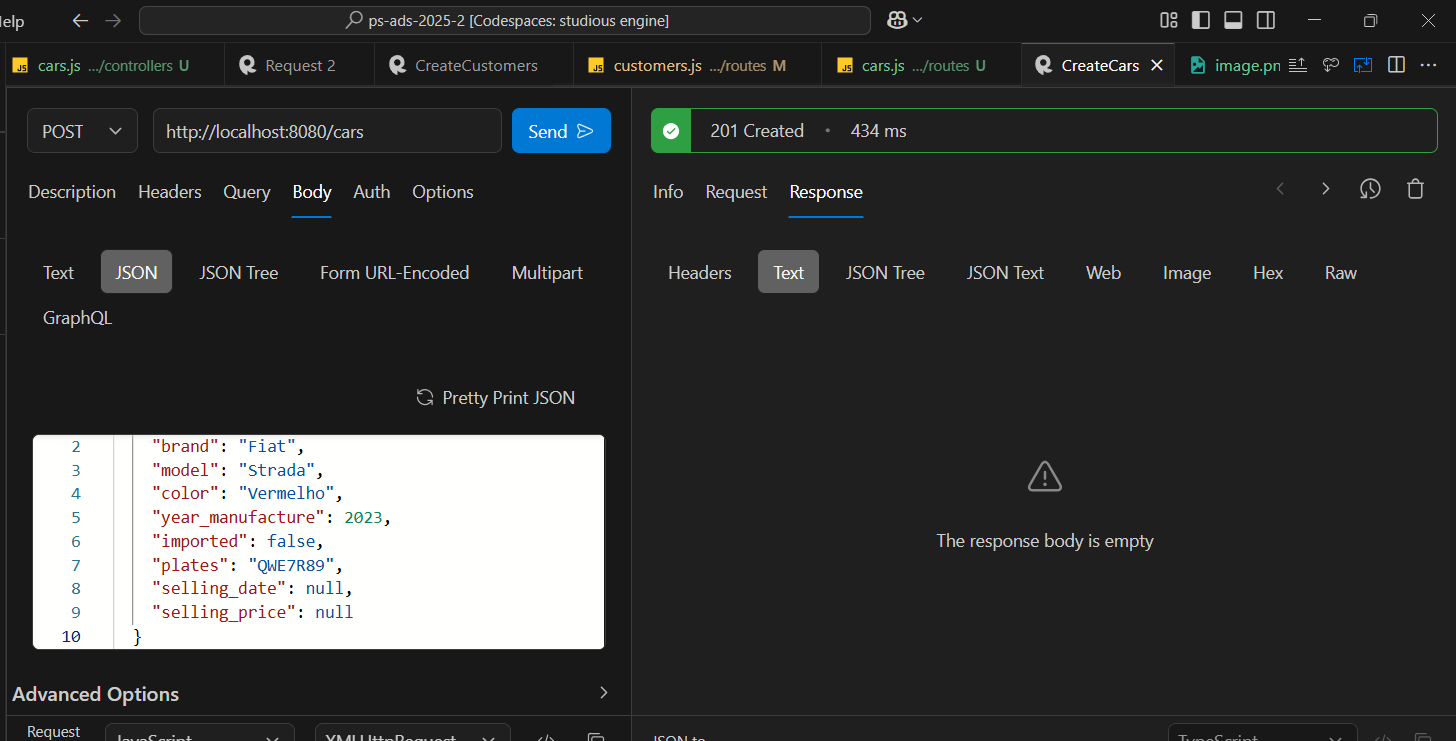 elp
ps-ads-2025-2 [Codespaces: studious engine]
cars.js .../controllers U
Request 2
CreateCustomers
customers.js .../routes M
cars.js .../routes U
CreateCars
image.pn
POST
http://localhost:8080/cars
Send
201 Created • 434 ms
Description Headers Query Body Auth Options
Info Request Response
Text JSON JSON Tree Form URL-Encoded Multipart
GraphQL
Headers Text JSON Tree JSON Text Web Image Hex Raw
Pretty Print JSON
2 "brand": "Fiat",
3 "model": "Strada",
4 "color": "Vermelho",
5 "year_manufacture": 2023,
6 "imported": false,
7 "plates": "QWE7R89",
8 "selling_date": null,
9 "selling_price": null
10 }
The response body is empty
Advanced Options
Request
JavaScript
XMLHttpRequest
JSON to
TypeScript